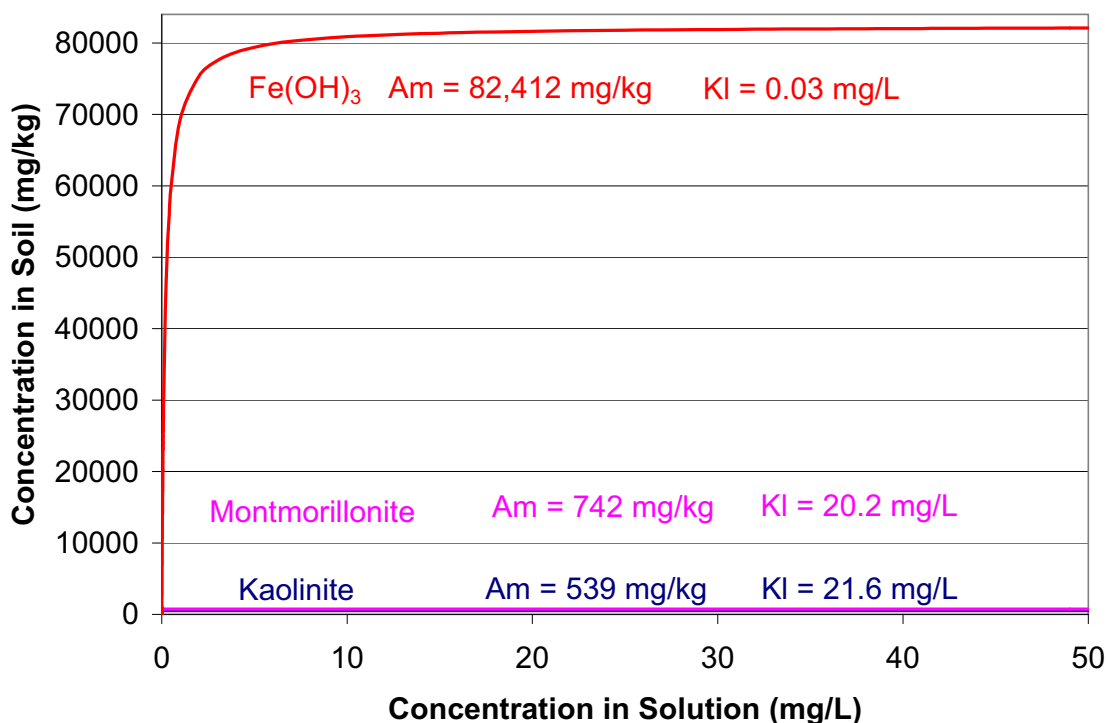 Concentration in Soil (mg/kg)
80000
70000
60000
50000
40000
30000
20000
10000
0
Fe(OH)₃ Am = 82,412 mg/kg Kl = 0.03 mg/L
Montmorillonite Am = 742 mg/kg Kl = 20.2 mg/L
Kaolinite Am = 539 mg/kg Kl = 21.6 mg/L
0 10 20 30 40 50
Concentration in Solution (mg/L)